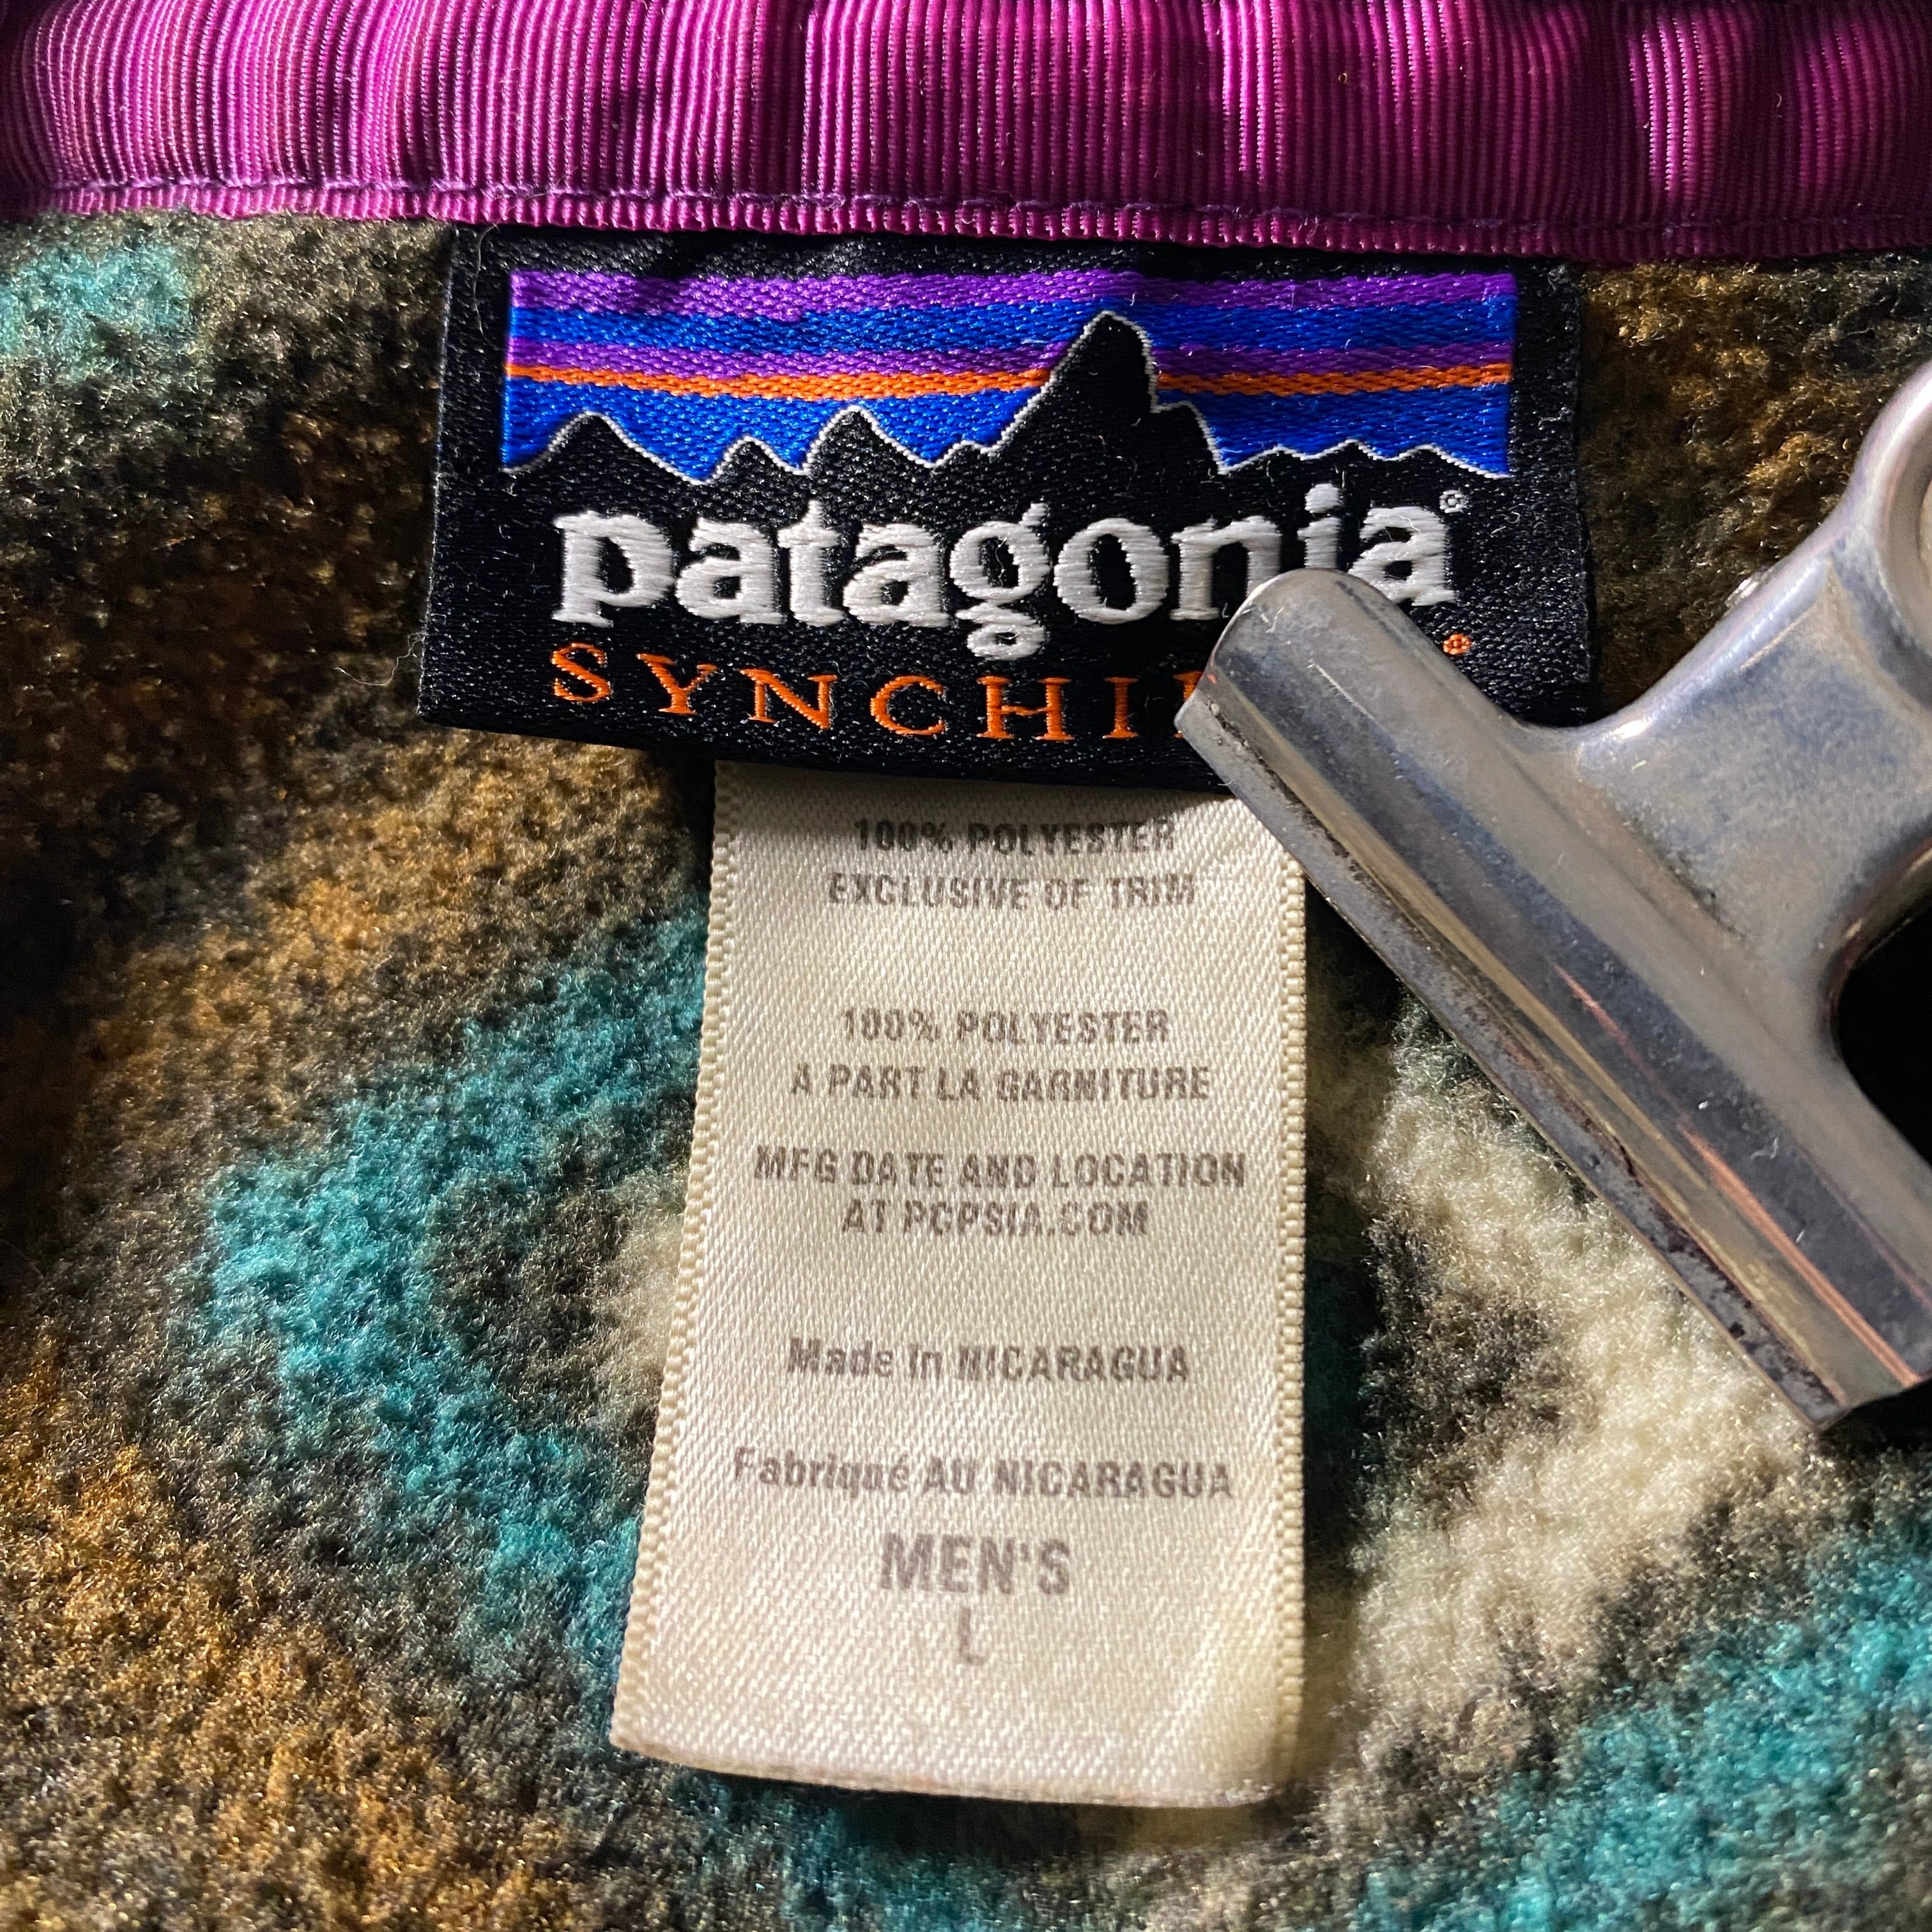 patagonia®
SYNCHI
®
100% POLYESTER
EXCLUSIVE OF TRIM
100% POLYESTER
A PART LA GARNITURE
MFG DATE AND LOCATION
AT PCPSIA.COM
Made in NICARAGUA
Fabriqué AU NICARAGUA
MEN'S
L